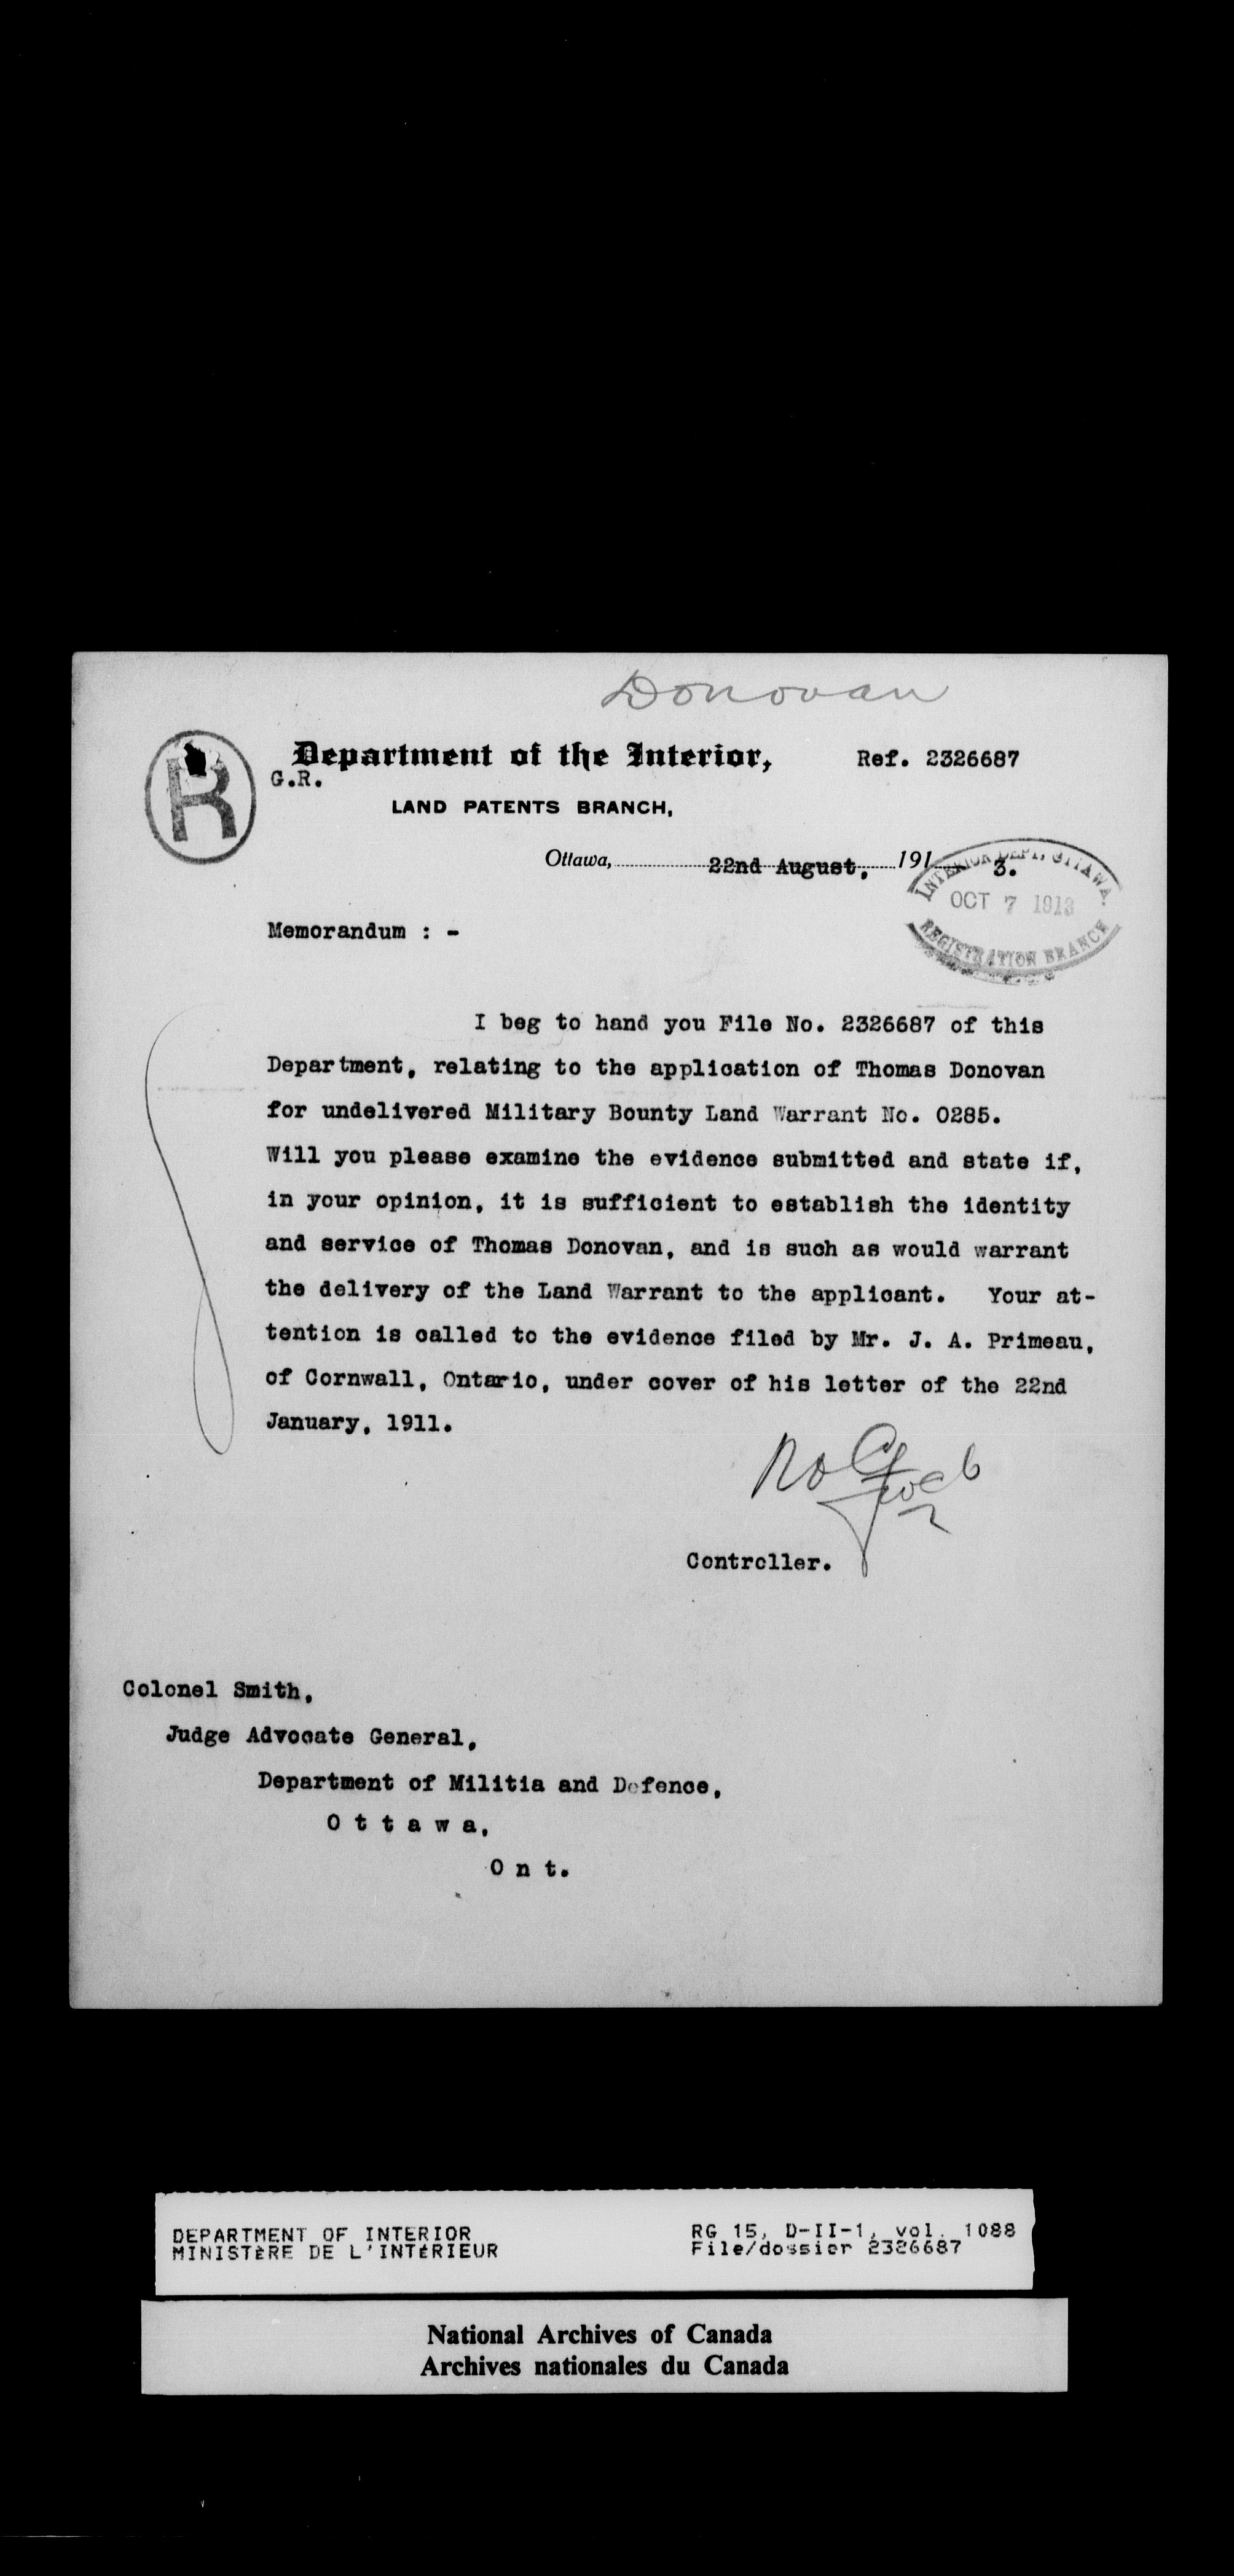 Donovan
R
Department of the Interior,
Ref. 2326687
G.R.
LAND PATENTS BRANCH,
Ottawa, 22nd August, 191 3.
INTERIOR DEPT. OTTAWA.
OCT 7 1913
REGISTRATION BRANCH
Memorandum : -
I beg to hand you File No. 2326687 of this
Department, relating to the application of Thomas Donovan
for undelivered Military Bounty Land Warrant No. 0285.
Will you please examine the evidence submitted and state if,
in your opinion, it is sufficient to establish the identity
and service of Thomas Donovan, and is such as would warrant
the delivery of the Land Warrant to the applicant. Your at-
tention is called to the evidence filed by Mr. J. A. Primeau,
of Cornwall, Ontario, under cover of his letter of the 22nd
January, 1911.
Controller.
Colonel Smith,
Judge Advocate General,
Department of Militia and Defence,
O t t a w a,
O n t.
DEPARTMENT OF INTERIOR
MINISTÈRE DE L'INTÉRIEUR
RG 15, D-II-1, vol. 1088
File/dossier 2326687
National Archives of Canada
Archives nationales du Canada